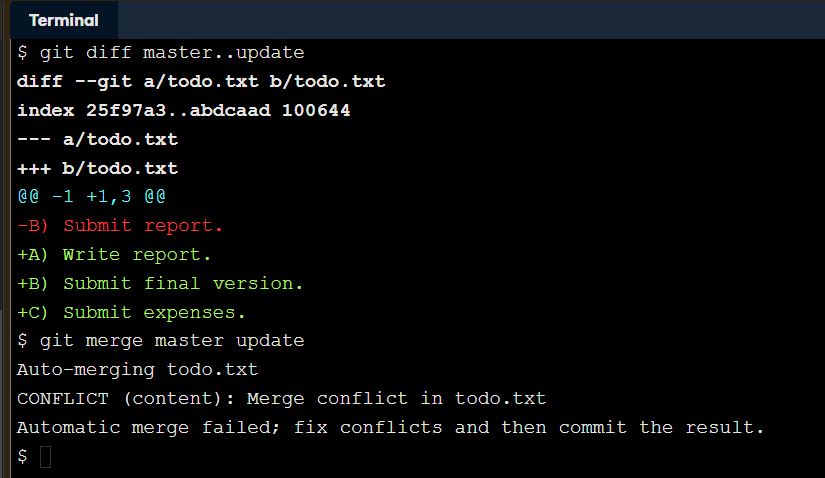 Terminal
$ git diff master..update
diff --git a/todo.txt b/todo.txt
index 25f97a3..abdcaad 100644
--- a/todo.txt
+++ b/todo.txt
@@ -1 +1,3 @@
-B) Submit report.
+A) Write report.
+B) Submit final version.
+C) Submit expenses.
$ git merge master update
Auto-merging todo.txt
CONFLICT (content): Merge conflict in todo.txt
Automatic merge failed; fix conflicts and then commit the result.
$